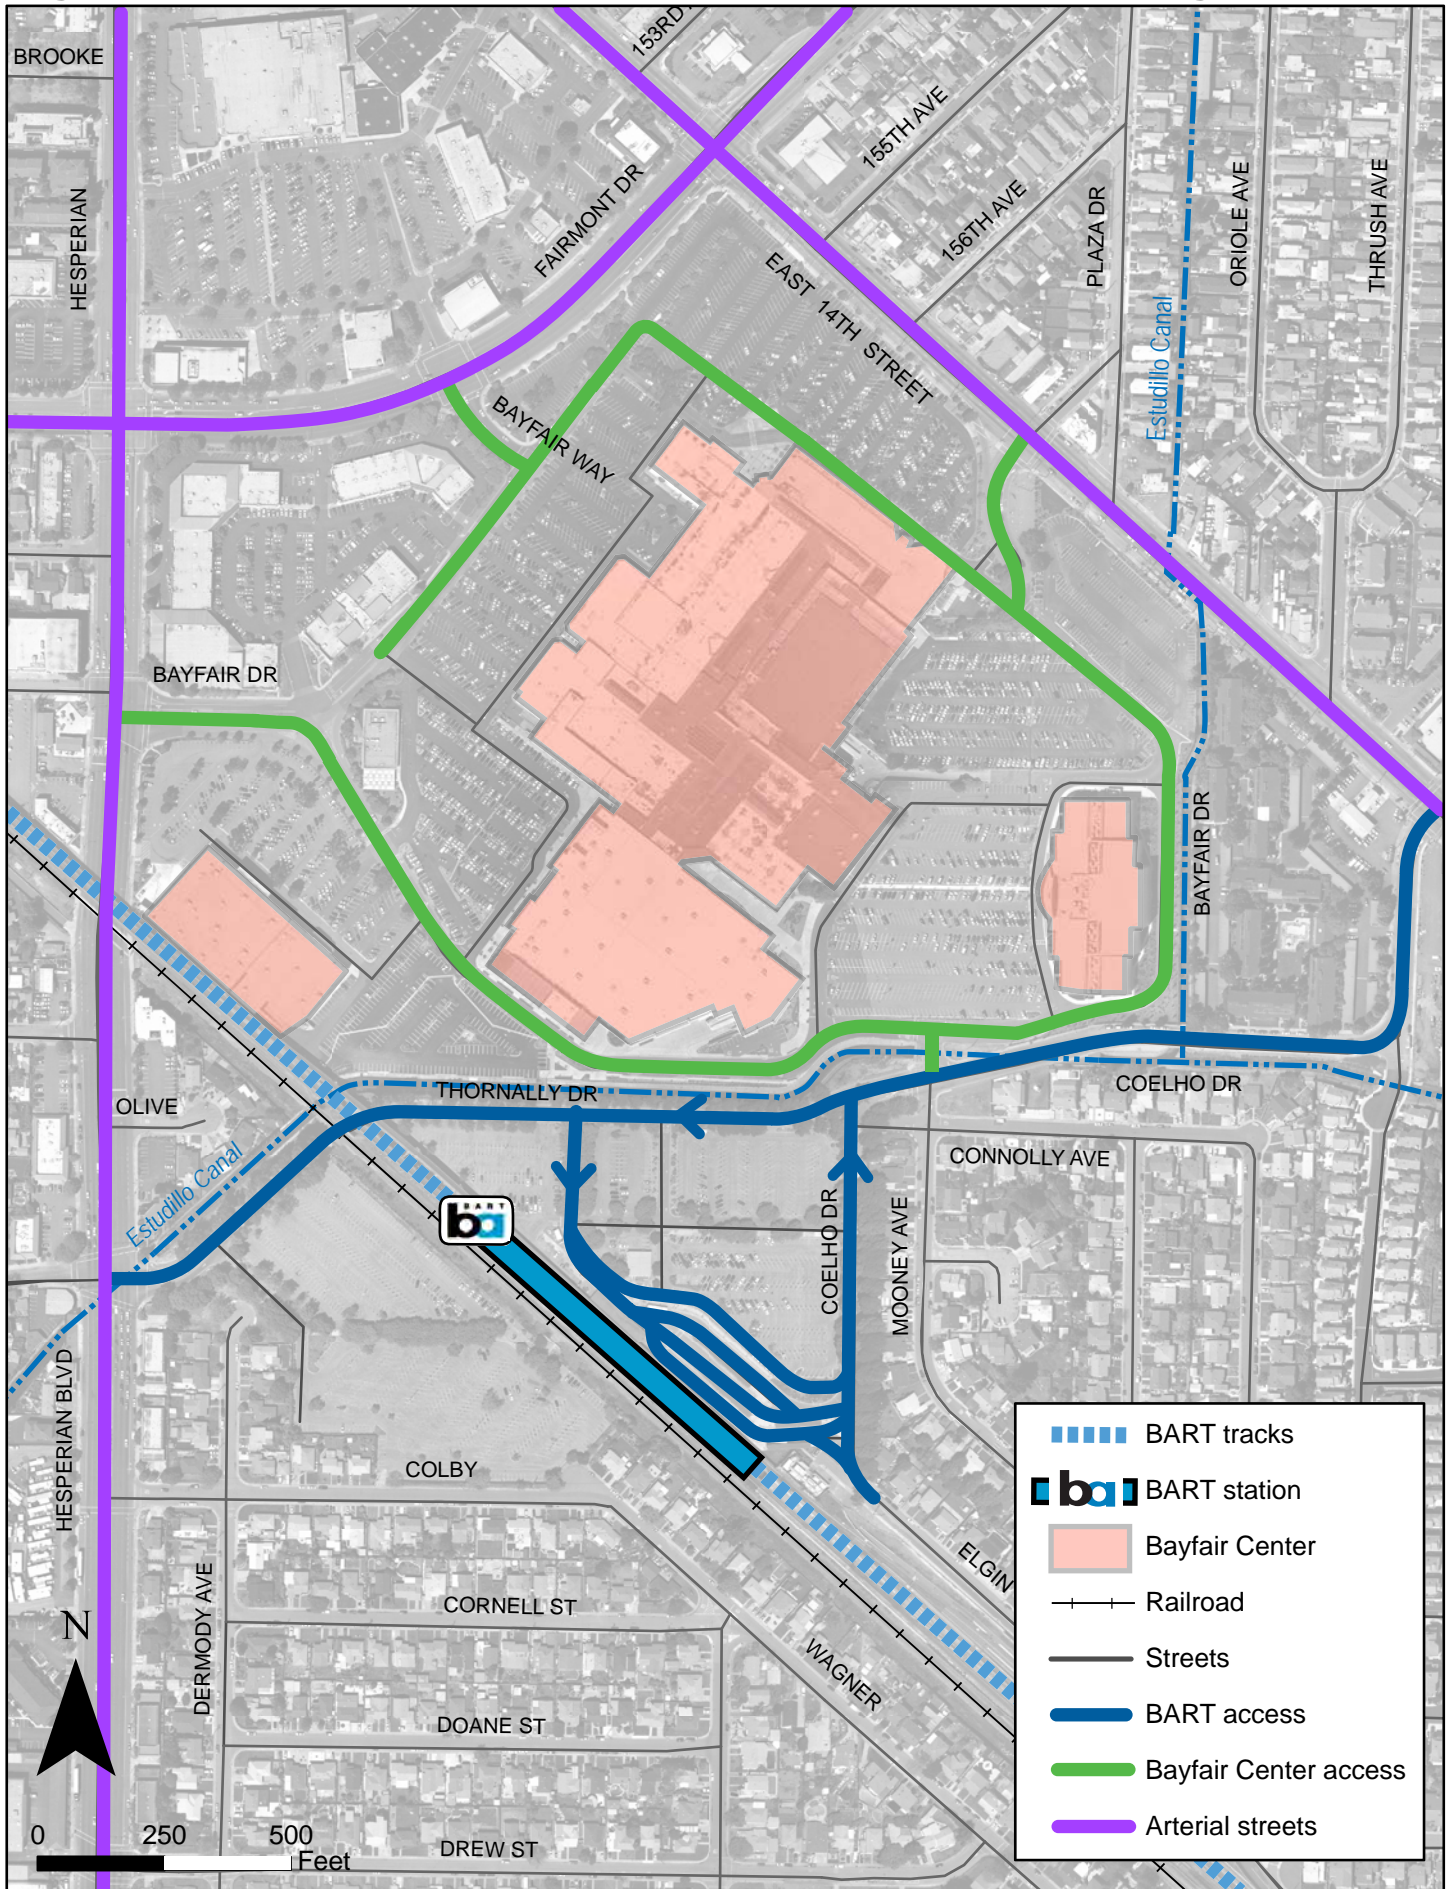 BROOKE
153RD
155TH AVE
156TH AVE
PLAZA DR
ORIOLE AVE
THRUSH AVE
HESPERIAN
FAIRMONT DR
EAST 14TH STREET
Estudillo Canal
BAYFAIR WAY
BAYFAIR DR
BAYFAIR DR
THORNALLY DR
COELHO DR
OLIVE
Estudillo Canal
CONNOLLY AVE
BART
ba
COELHO DR
MOONEY AVE
HESPERIAN BLVD
COLBY
ELGIN
DERMODY AVE
CORNELL ST
WAGNER
DOANE ST
DREW ST
N
0 250 500
Feet
BART tracks
ba BART station
Bayfair Center
Railroad
Streets
BART access
Bayfair Center access
Arterial streets